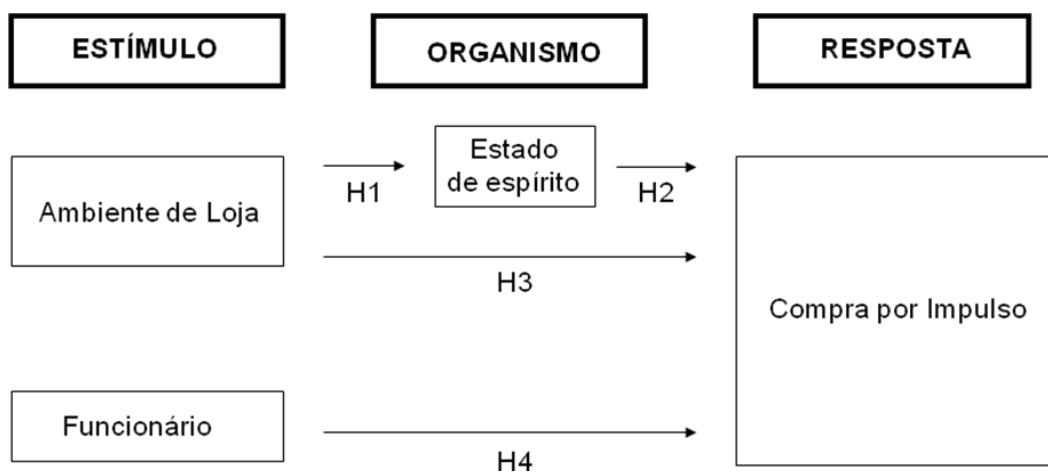 ESTÍMULO
ORGANISMO
RESPOSTA
Ambiente de Loja
H1
Estado
de espírito
H2
H3
Compra por Impulso
Funcionário
H4